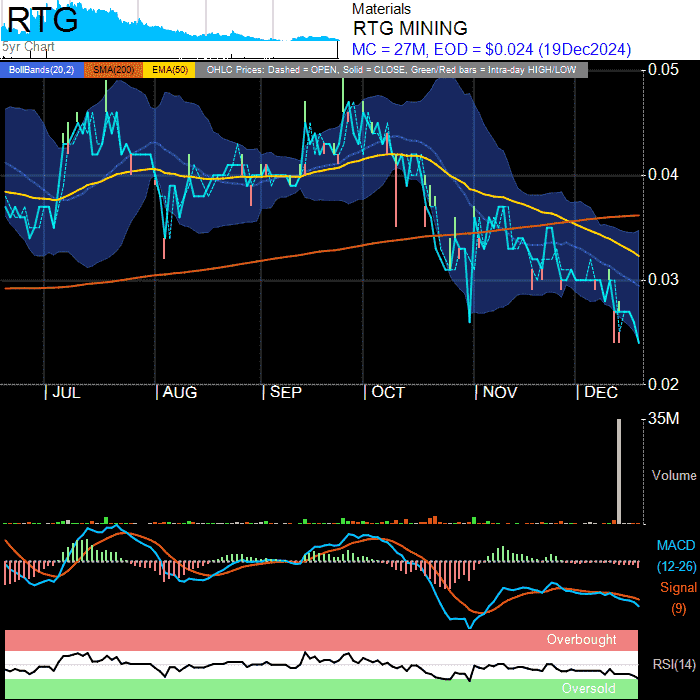 RTG
5yr Chart
Materials
RTG MINING
MC = 27M, EOD = $0.024 (19Dec2024)
BollBands(20,2) SMA(200) EMA(50) OHLC Prices: Dashed = OPEN, Solid = CLOSE, Green/Red bars = Intra-day HIGH/LOW
0.05
0.04
0.03
0.02
| JUL | AUG | SEP | OCT | NOV | DEC
35M
Volume
MACD
(12-26)
Signal
(9)
Overbought
RSI(14)
Oversold